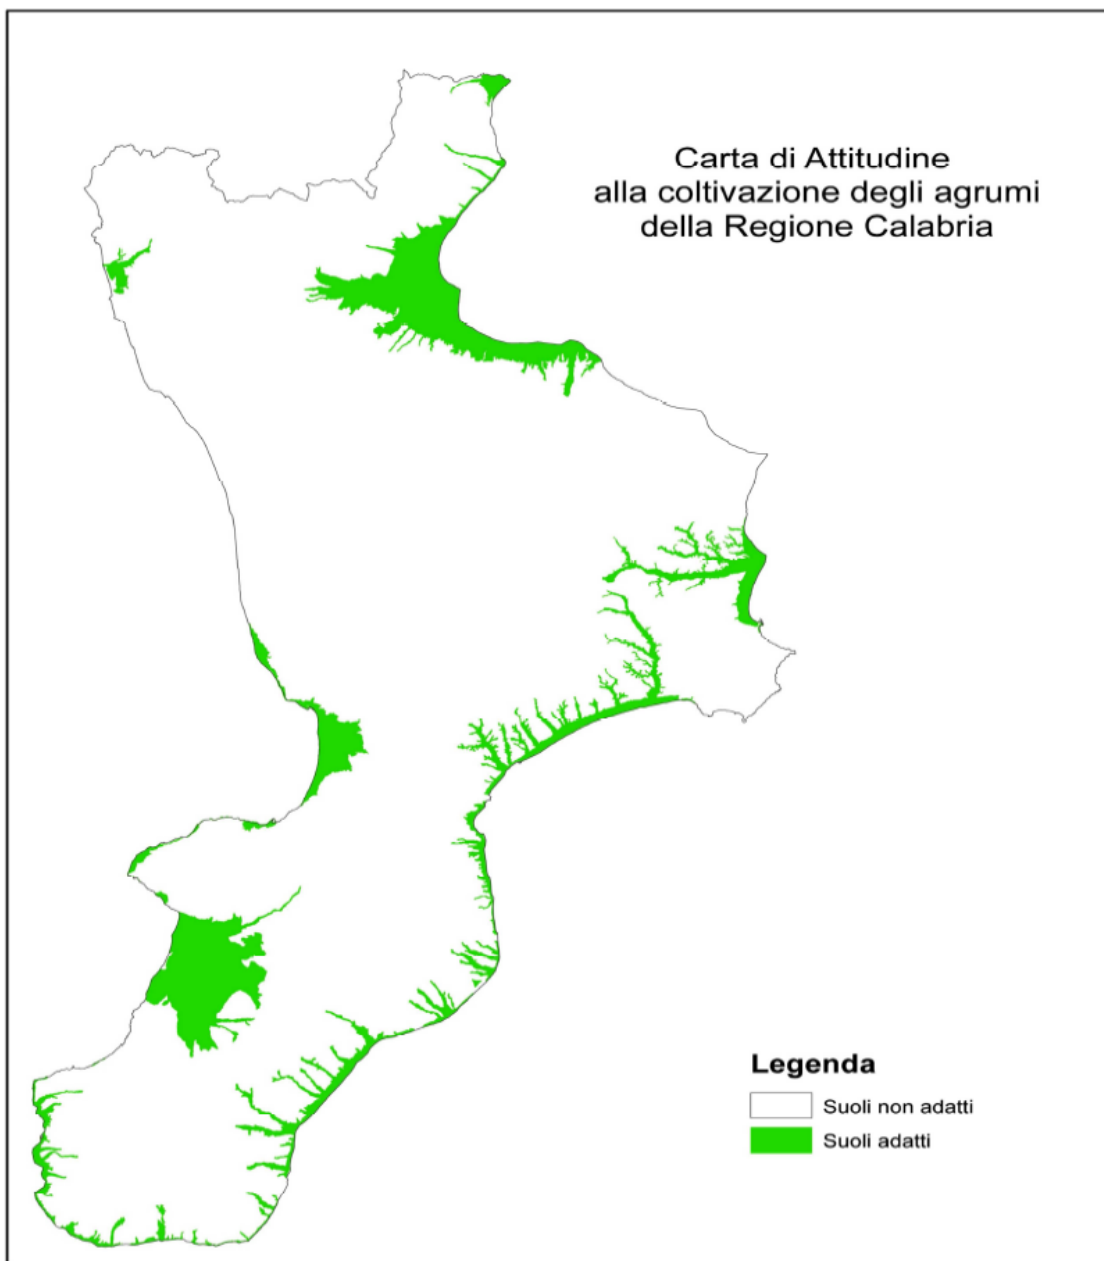 Carta di Attitudine
alla coltivazione degli agrumi
della Regione Calabria
Legenda
Suoli non adatti
Suoli adatti